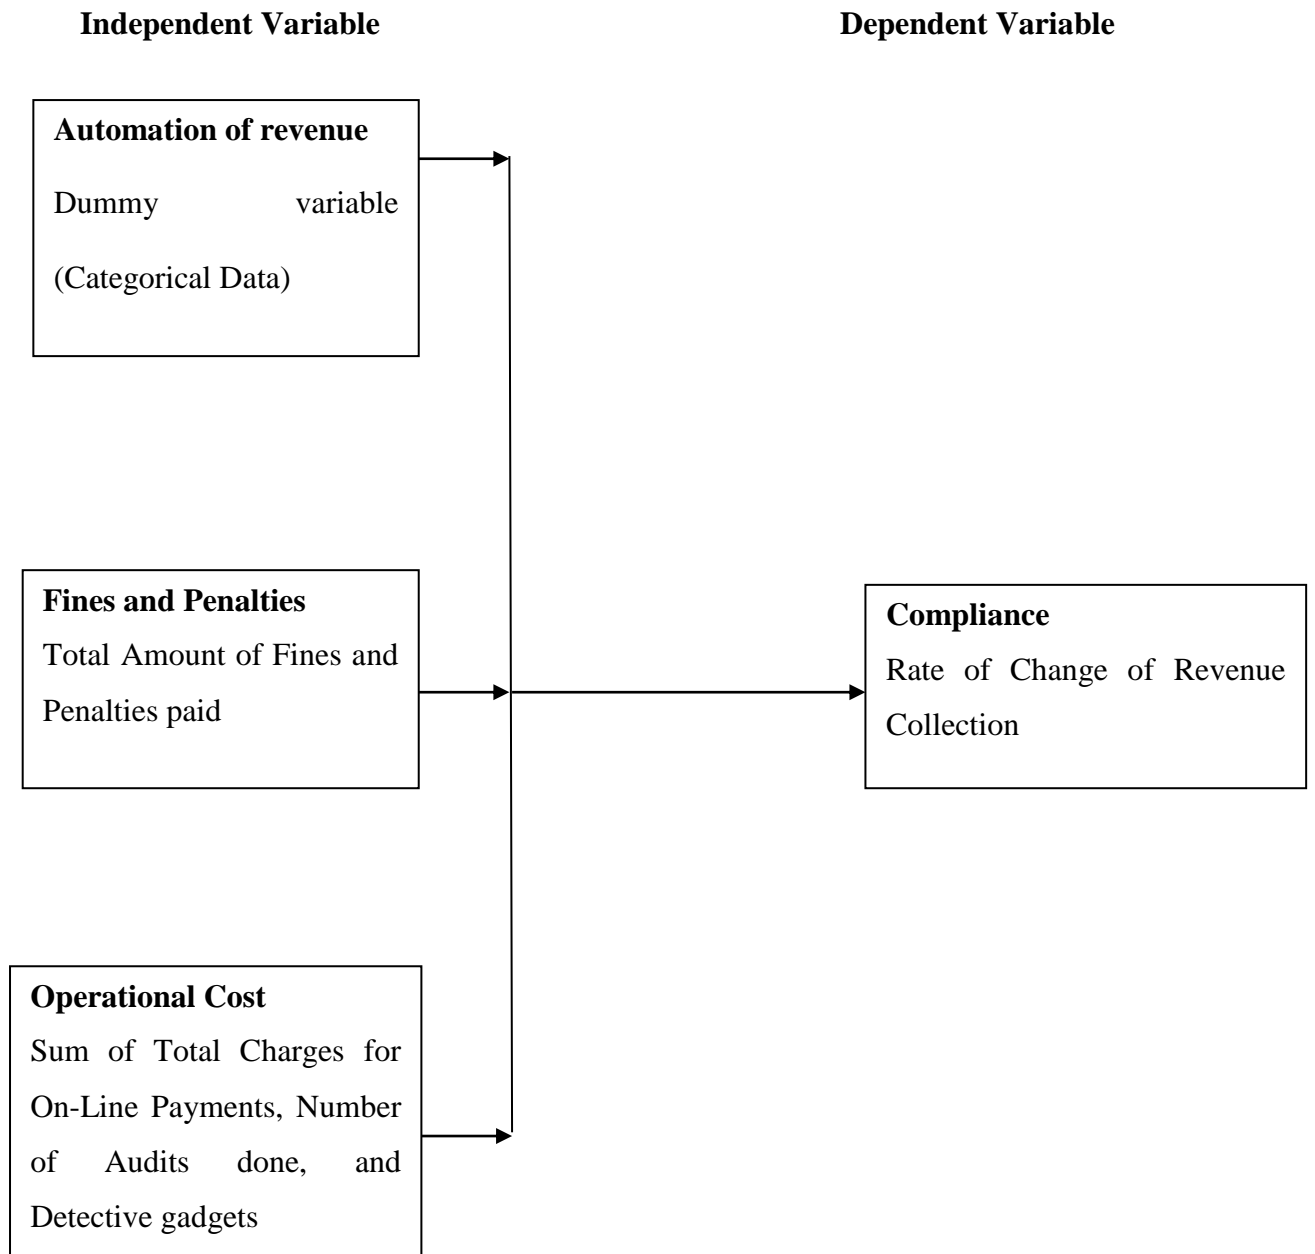 Independent Variable
Dependent Variable
Automation of revenue
Dummy variable
(Categorical Data)
Fines and Penalties
Total Amount of Fines and
Penalties paid
Compliance
Rate of Change of Revenue
Collection
Operational Cost
Sum of Total Charges for
On-Line Payments, Number
of Audits done, and
Detective gadgets